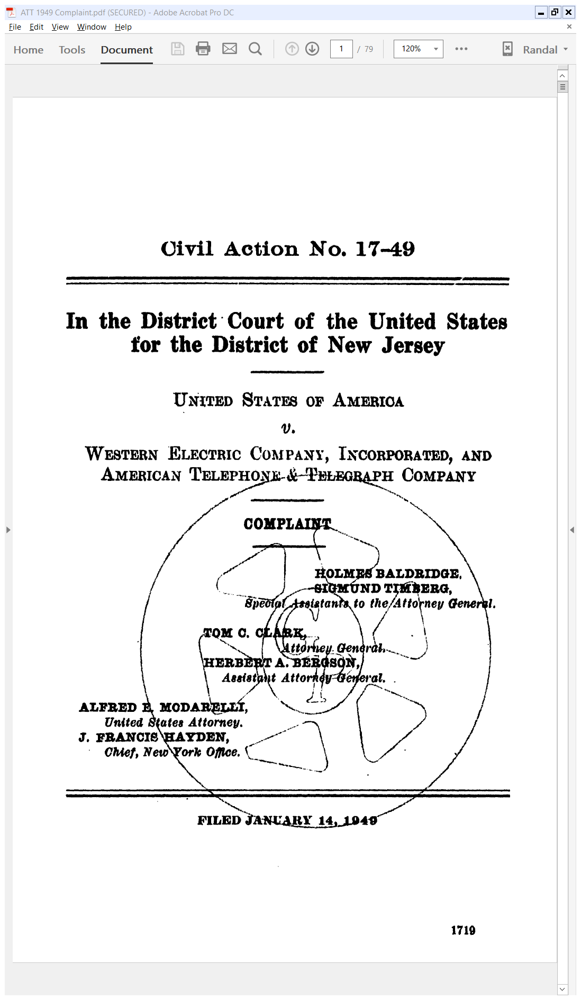 ATT 1949 Complaint.pdf (SECURED) - Adobe Acrobat Pro DC
File Edit View Window Help
Home Tools Document 1 / 79 120% Randal
Civil Action No. 17-49
In the District Court of the United States
for the District of New Jersey
UNITED STATES OF AMERICA
v.
WESTERN ELECTRIC COMPANY, INCORPORATED, AND
AMERICAN TELEPHONE & TELEGRAPH COMPANY
COMPLAINT
HOLMES BALDRIDGE,
SIGMUND TIMBERG,
Special Assistants to the Attorney General.
TOM C. CLARK,
Attorney General.
HERBERT A. BERGSON,
Assistant Attorney General.
ALFRED E. MODARELLI,
United States Attorney.
J. FRANCIS HAYDEN,
Chief, New York Office.
GP
FILED JANUARY 14, 1949
1719